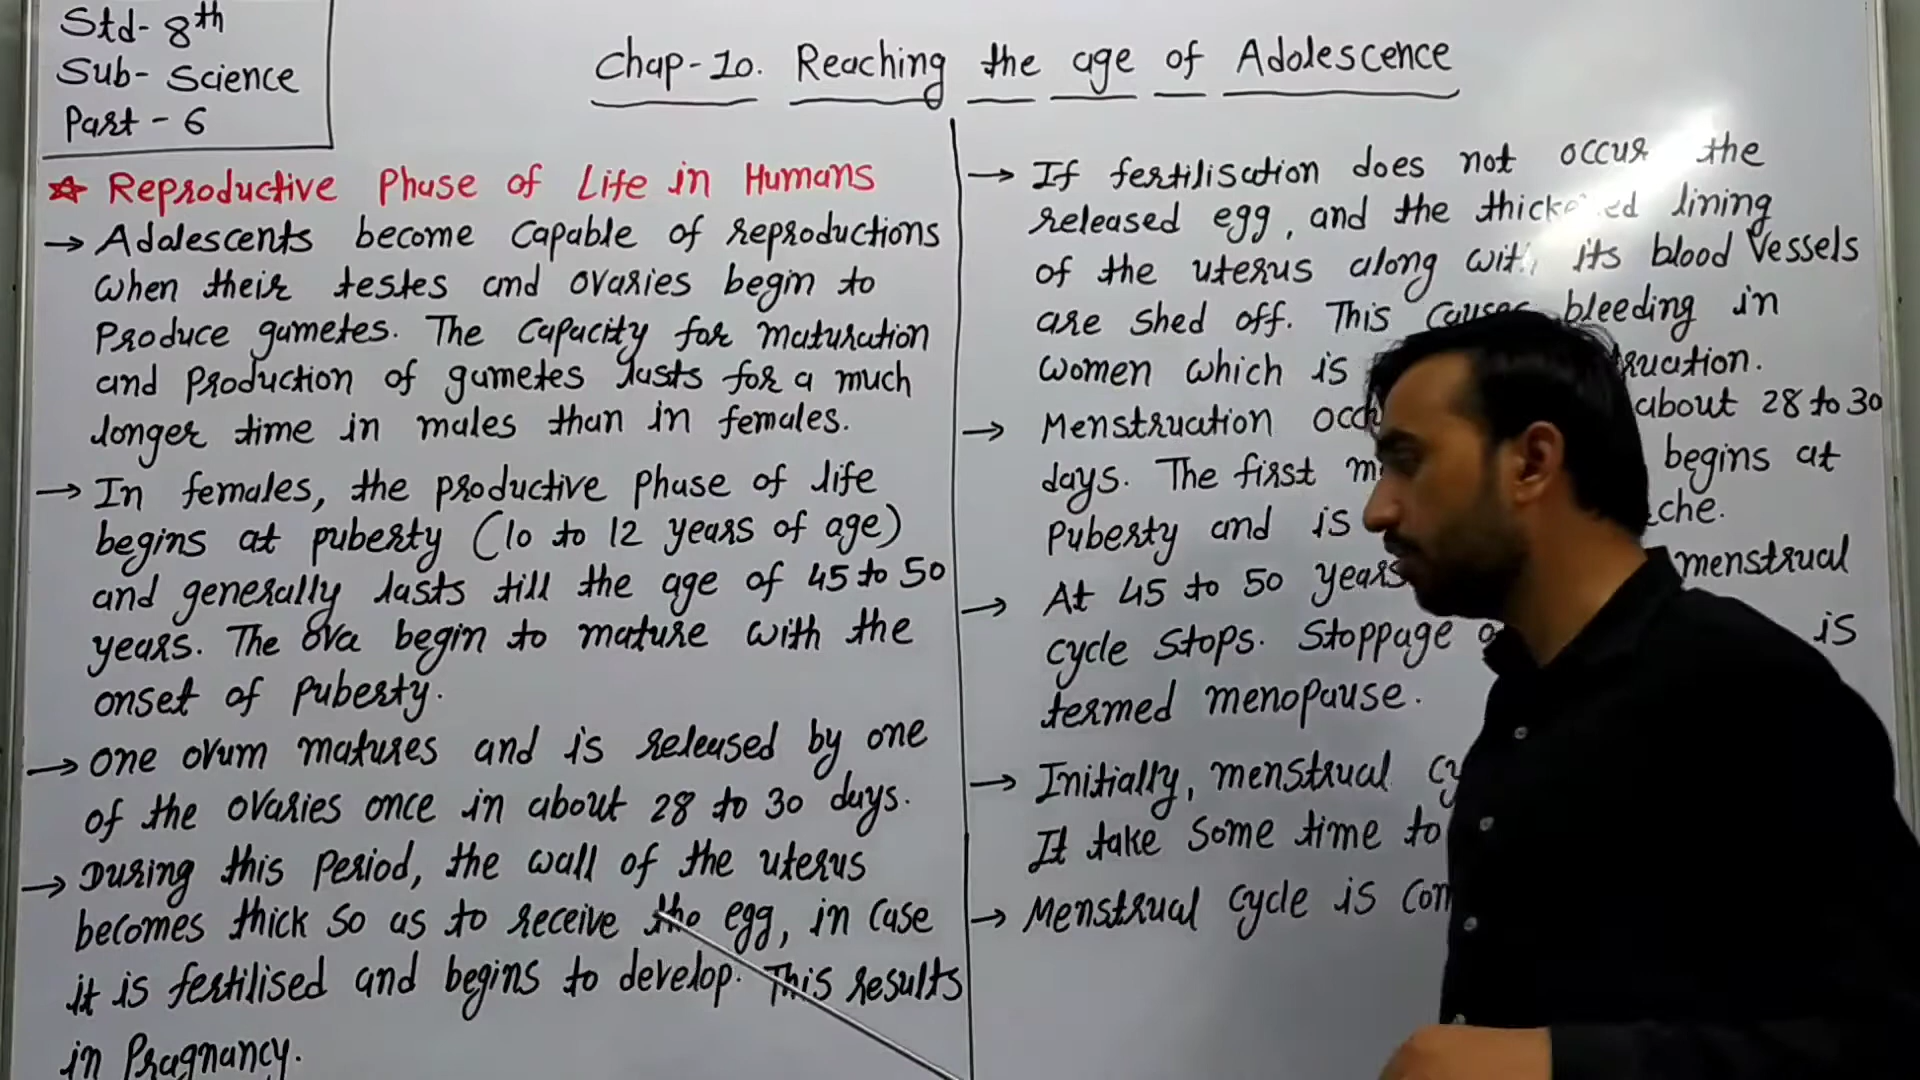 Std- 8th
Sub- Science
Part - 6
Chap-10. Reaching the age of Adolescence
☆ Reproductive Phase of Life in Humans
→ Adolescents become capable of reproductions
when their testes and ovaries begin to
Produce gametes. The capacity for maturation
and production of gametes lasts for a much
longer time in males than in females.
→ In females, the productive phase of life
begins at puberty (10 to 12 years of age)
and generally lasts till the age of 45 to 50
years. The ova begin to mature with the
onset of puberty.
→ One ovum matures and is released by one
of the ovaries once in about 28 to 30 days.
→ During this period, the wall of the uterus
becomes thick so as to receive the egg, in case
it is fertilised and begins to develop. This results
in Pragnancy.
→ If fertilisation does not occur the
released egg, and the thickened lining
of the uterus along with its blood vessels
are shed off. This causes bleeding in
women which is
→ Menstruation about 28 to 30
days. The first begins at
Puberty and is
→ At 45 to 50 years menstrual
cycle stops. Stoppage is
termed menopause.
→ Initially, menstrual
It take some time to
→ Menstrual cycle is